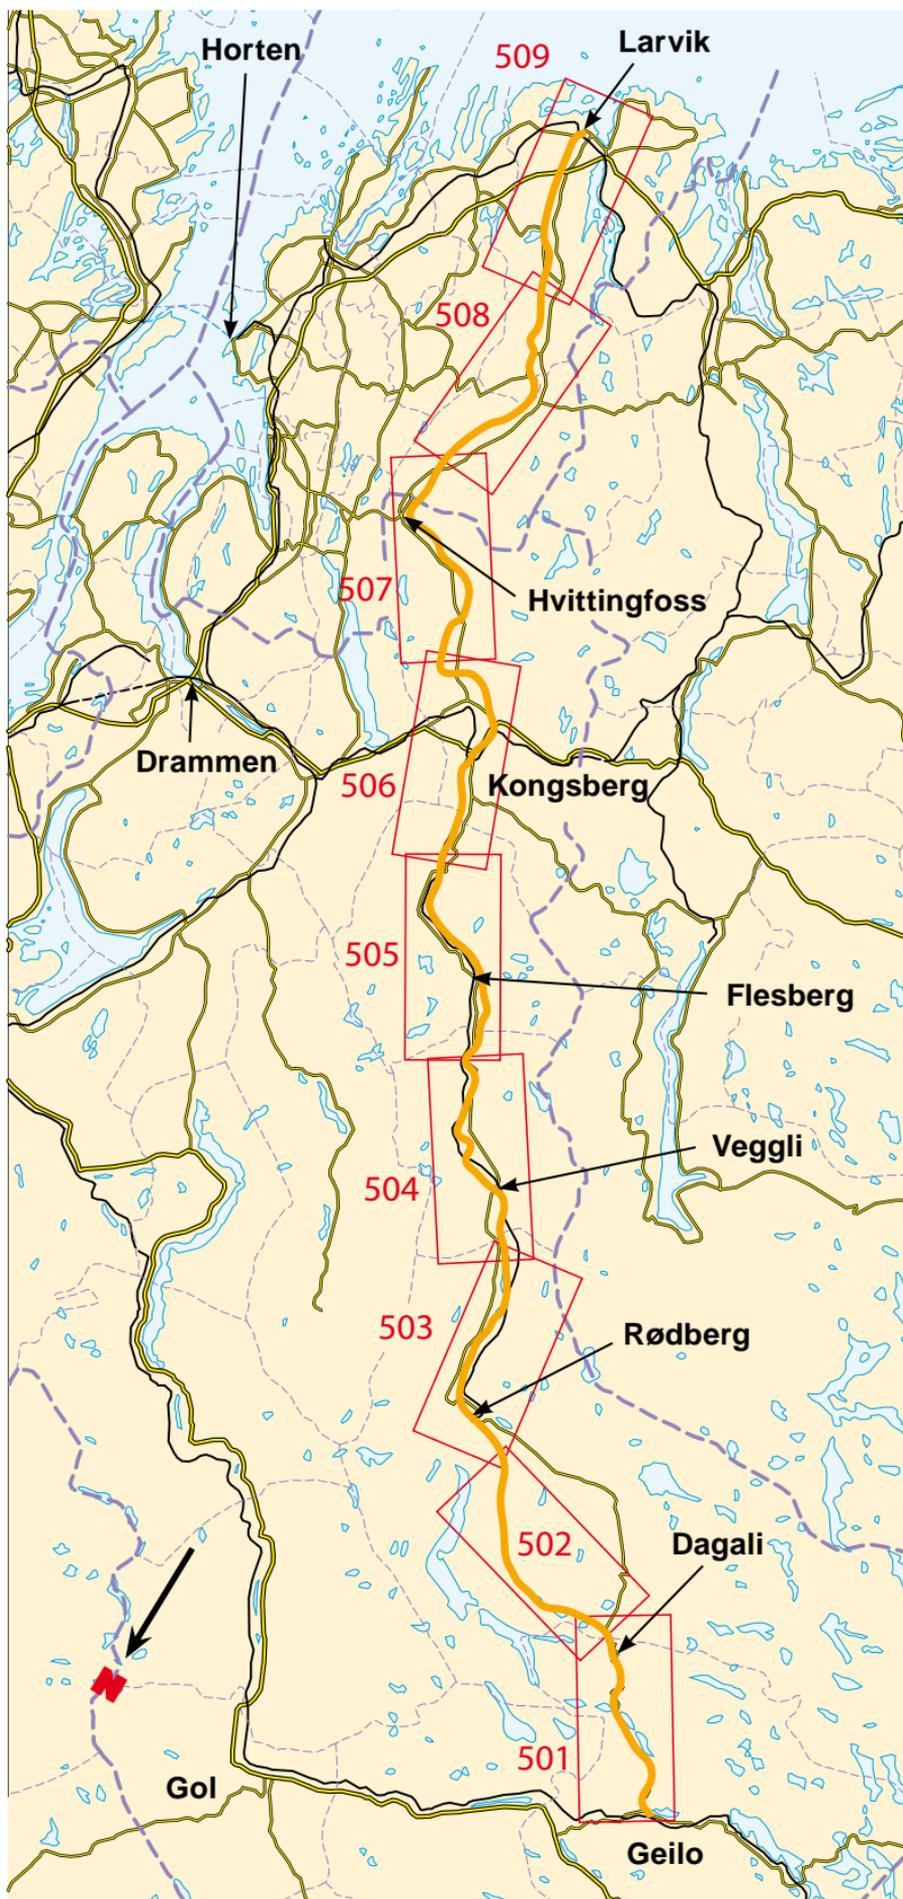 Horten
509
Larvik
508
507
Hvittingfoss
Drammen
506
Kongsberg
505
Flesberg
Veggli
504
503
Rødberg
502
Dagali
N
501
Gol
Geilo